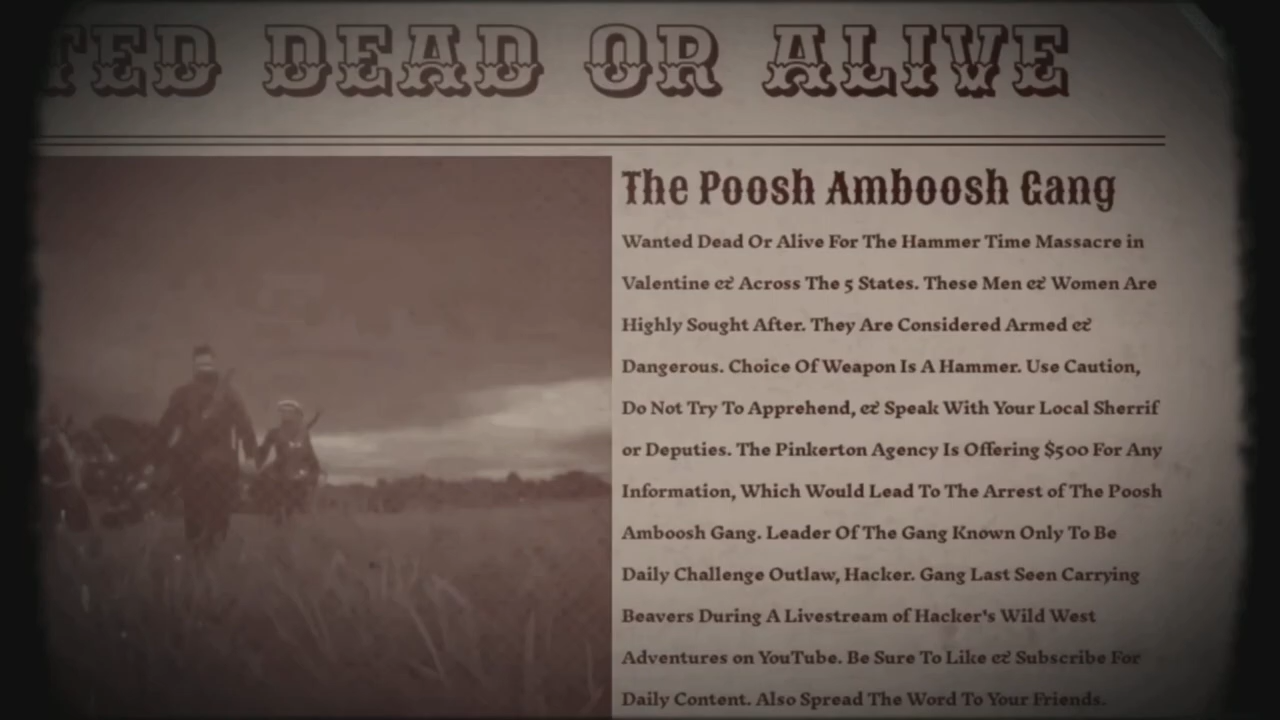 TED DEAD OR ALIVE
The Poosh Amboosh Gang
Wanted Dead Or Alive For The Hammer Time Massacre in
Valentine & Across The 5 States. These Men & Women Are
Highly Sought After. They Are Considered Armed &
Dangerous. Choice Of Weapon Is A Hammer. Use Caution,
Do Not Try To Apprehend, & Speak With Your Local Sherrif
or Deputies. The Pinkerton Agency Is Offering $500 For Any
Information, Which Would Lead To The Arrest of The Poosh
Amboosh Gang. Leader Of The Gang Known Only To Be
Daily Challenge Outlaw, Hacker. Gang Last Seen Carrying
Beavers During A Livestream of Hacker's Wild West
Adventures on YouTube. Be Sure To Like & Subscribe For
Daily Content. Also Spread The Word To Your Friends.